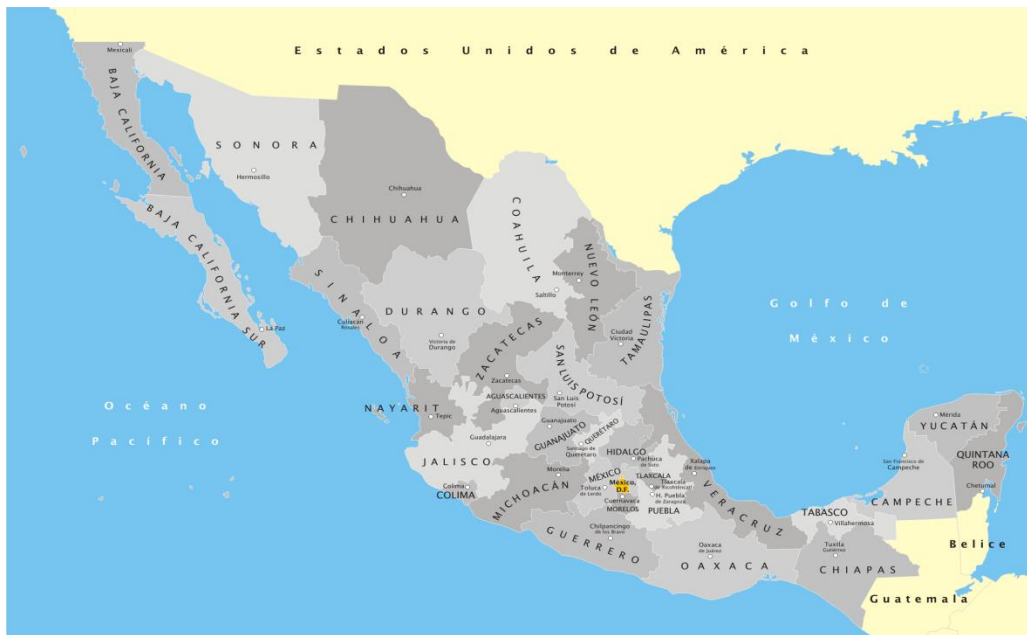 Estados Unidos de América
Mexicali
BAJA CALIFORNIA
SONORA
Hermosillo
Chihuahua
CHIHUAHUA
COAHUILA
BAJA CALIFORNIA SUR
La Paz
SINALOA
Culiacán
Rosales
DURANGO
Victoria de
Durango
Monterrey
Saltillo
NUEVO LEÓN
TAMAULIPAS
Ciudad
Victoria
Golfo de
México
ZACATECAS
Zacatecas
SAN LUIS POTOSÍ
San Luis
Potosí
AGUASCALIENTES
Aguascalientes
NAYARIT
Tepic
Océano
Pacífico
Guadalajara
JALISCO
Guanajuato
GUANAJUATO
QUERÉTARO
Santiago de
Querétaro
HIDALGO
Pachuca
de Soto
Colima
COLIMA
Morelia
MICHOACÁN
MÉXICO
Toluca
de Lerdo
México,
D.F.
Cuernavaca
MORELOS
TLAXCALA
Tlaxcala
de Xicohténcatl
H. Puebla
de Zaragoza
PUEBLA
Xalapa
de Enríquez
VERACRUZ
Chilpancingo
de los Bravo
GUERRERO
Oaxaca
de Juárez
OAXACA
TABASCO
Villahermosa
Tuxtla
Gutiérrez
CHIAPAS
Mérida
YUCATÁN
San Francisco de
Campeche
CAMPECHE
QUINTANA
ROO
Chetumal
Belice
Guatemala